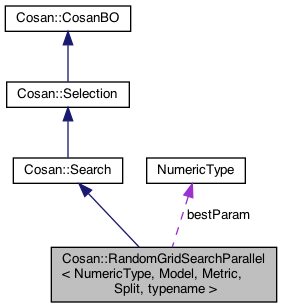 Cosan::CosanBO
Cosan::Selection
Cosan::Search
NumericType
bestParam
Cosan::RandomGridSearchParallel
< NumericType, Model, Metric,
Split, typename >